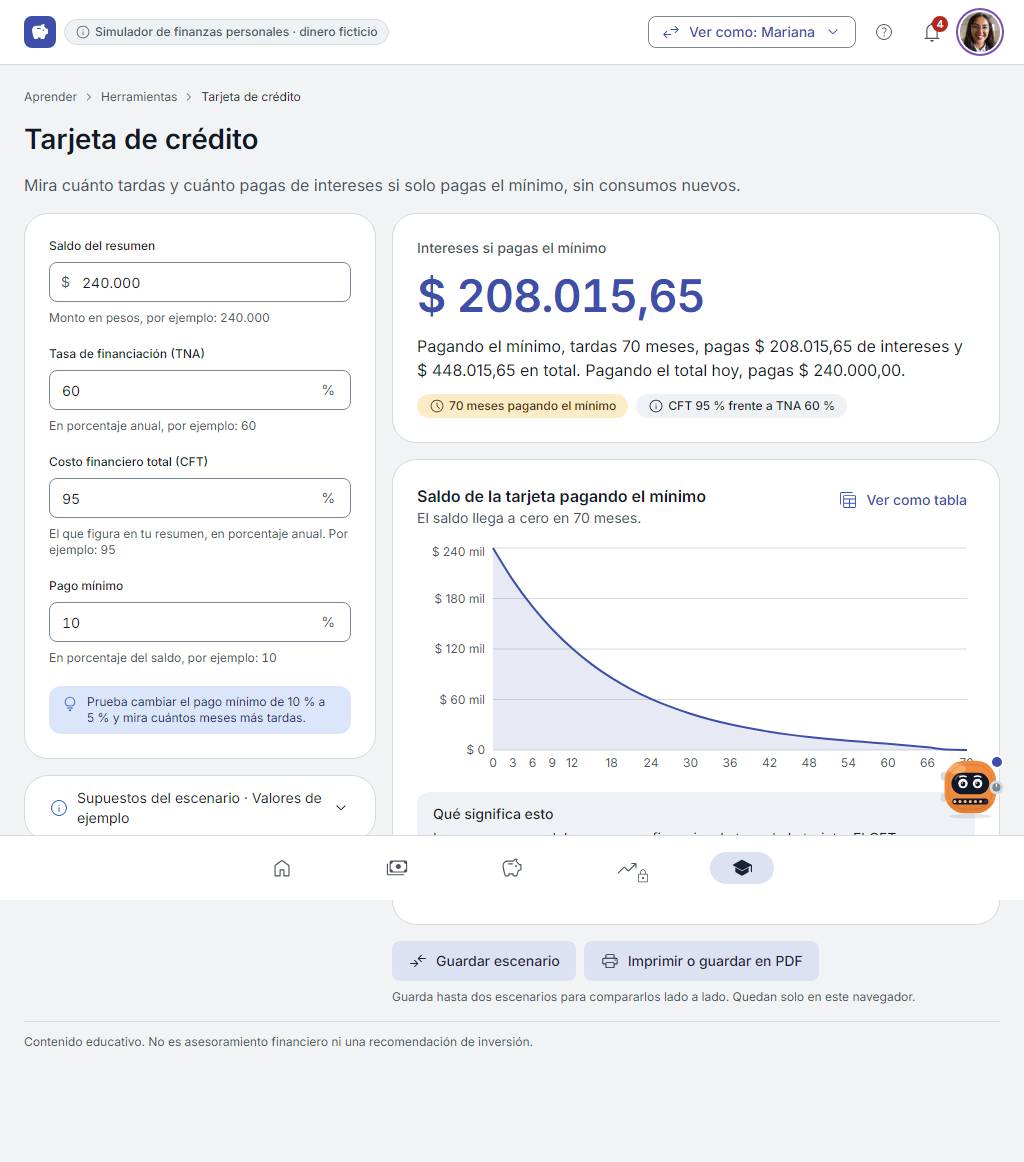 Simulador de finanzas personales · dinero ficticio
Ver como: Mariana
4
Aprender
Herramientas
Tarjeta de crédito
Tarjeta de crédito
Mira cuánto tardas y cuánto pagas de intereses si solo pagas el mínimo, sin consumos nuevos.
Saldo del resumen
$ 240.000
Monto en pesos, por ejemplo: 240.000
Tasa de financiación (TNA)
60 %
En porcentaje anual, por ejemplo: 60
Costo financiero total (CFT)
95 %
El que figura en tu resumen, en porcentaje anual. Por
ejemplo: 95
Pago mínimo
10 %
En porcentaje del saldo, por ejemplo: 10
Prueba cambiar el pago mínimo de 10 % a
5 % y mira cuántos meses más tardas.
Supuestos del escenario · Valores de
ejemplo
Intereses si pagas el mínimo
$ 208.015,65
Pagando el mínimo, tardas 70 meses, pagas $ 208.015,65 de intereses y
$ 448.015,65 en total. Pagando el total hoy, pagas $ 240.000,00.
70 meses pagando el mínimo
CFT 95 % frente a TNA 60 %
Saldo de la tarjeta pagando el mínimo
Ver como tabla
El saldo llega a cero en 70 meses.
$ 240 mil
$ 180 mil
$ 120 mil
$ 60 mil
$ 0
0 3 6 9 12 18 24 30 36 42 48 54 60 66
Qué significa esto
Guardar escenario
Imprimir o guardar en PDF
Guarda hasta dos escenarios para compararlos lado a lado. Quedan solo en este navegador.
Contenido educativo. No es asesoramiento financiero ni una recomendación de inversión.